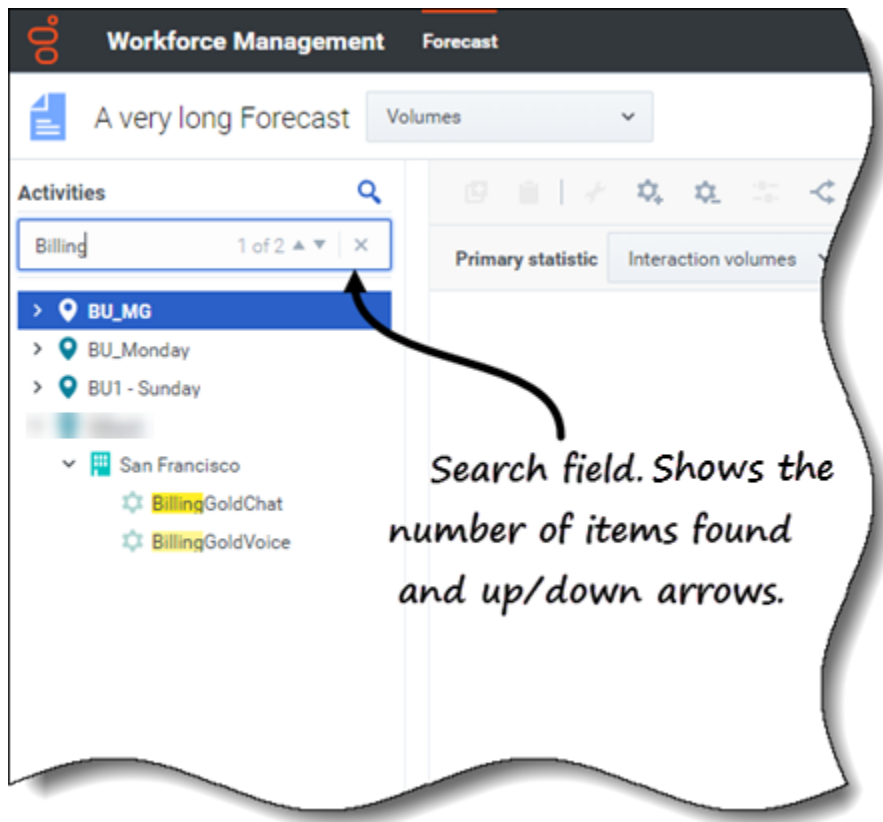 Workforce Management Forecast
A very long Forecast Volumes
Activities
Billing 1 of 2
Primary statistic Interaction volumes
BU_MG
BU_Monday
BU1 - Sunday
San Francisco
BillingGoldChat
BillingGoldVoice
Search field. Shows the
number of items found
and up/down arrows.